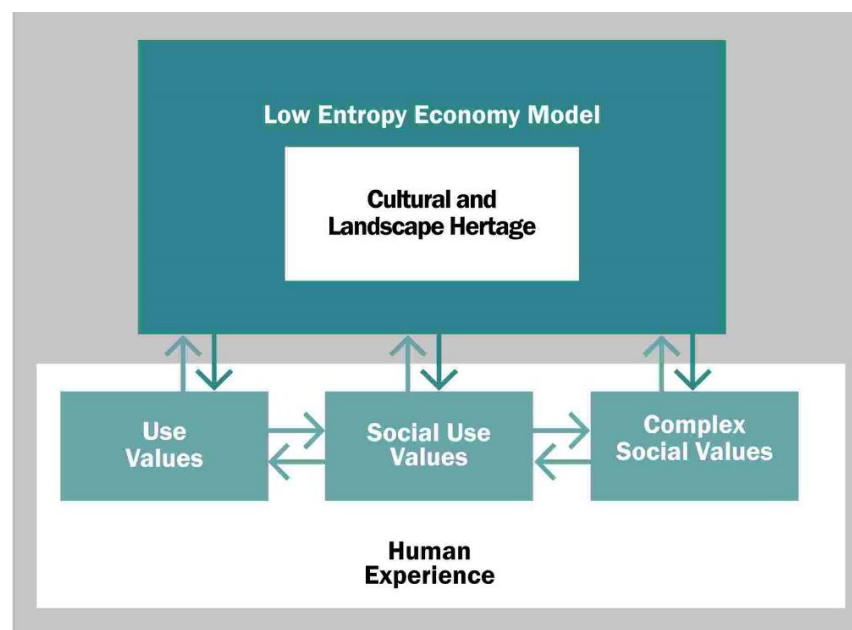 Low Entropy Economy Model
Cultural and
Landscape Hertage
Use
Values
Social Use
Values
Complex
Social Values
Human
Experience